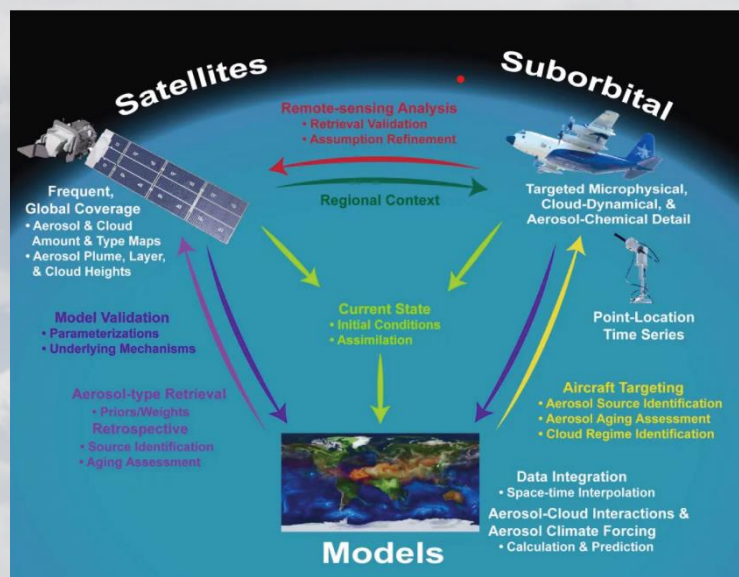 Satellites
Suborbital
Remote-sensing Analysis
• Retrieval Validation
• Assumption Refinement
Regional Context
Frequent,
Global Coverage
• Aerosol & Cloud
Amount & Type Maps
• Aerosol Plume, Layer,
& Cloud Heights
Targeted Microphysical,
Cloud-Dynamical, &
Aerosol-Chemical Detail
Point-Location
Time Series
Current State
• Initial Conditions
• Assimilation
Model Validation
• Parameterizations
• Underlying Mechanisms
Aerosol-type Retrieval
• Priors/Weights
Retrospective
• Source Identification
• Aging Assessment
Aircraft Targeting
• Aerosol Source Identification
• Aerosol Aging Assessment
• Cloud Regime Identification
Data Integration
• Space-time Interpolation
Aerosol-Cloud Interactions &
Aerosol Climate Forcing
• Calculation & Prediction
Models